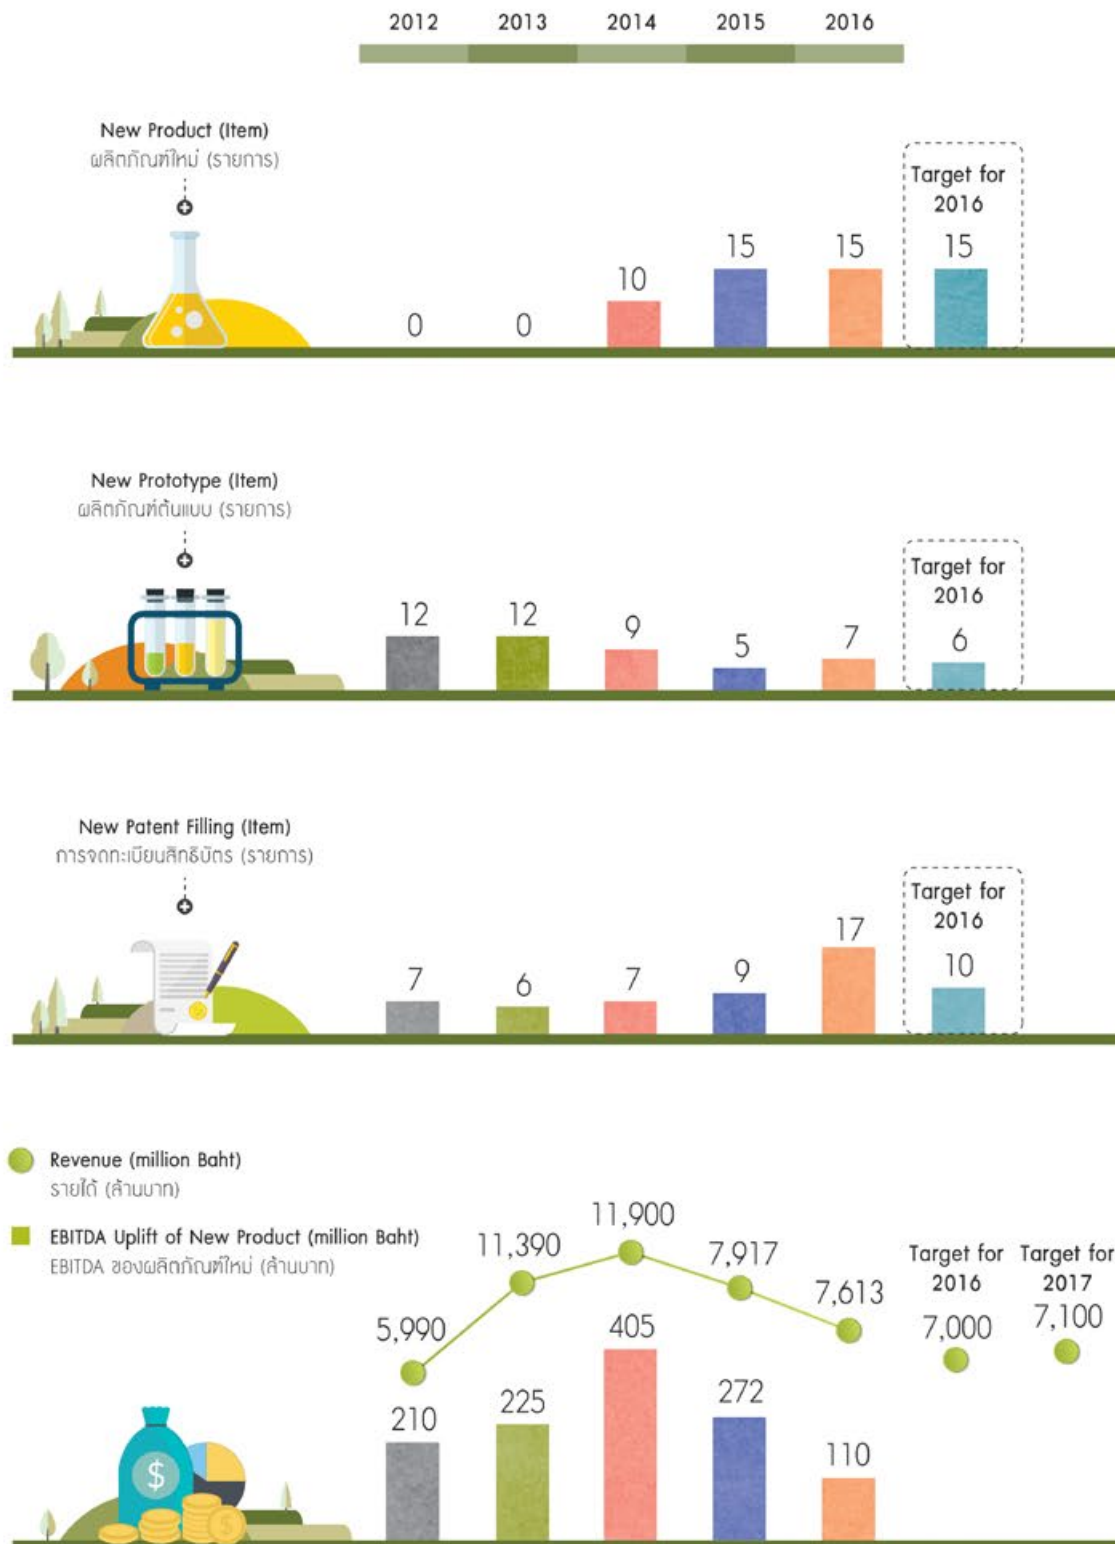 2012 2013 2014 2015 2016
New Product (Item)
ผลิตภัณฑ์ใหม่ (รายการ)
Target for
2016
0 0 10 15 15 15
New Prototype (Item)
ผลิตภัณฑ์ต้นแบบ (รายการ)
Target for
2016
12 12 9 5 7 6
New Patent Filling (Item)
การจดทะเบียนสิทธิบัตร (รายการ)
Target for
2016
7 6 7 9 17 10
Revenue (million Baht)
รายได้ (ล้านบาท)
EBITDA Uplift of New Product (million Baht)
EBITDA ของผลิตภัณฑ์ใหม่ (ล้านบาท)
Target for
2016
Target for
2017
5,990 11,390 11,900 7,917 7,613 7,000 7,100
210 225 405 272 110
$
$